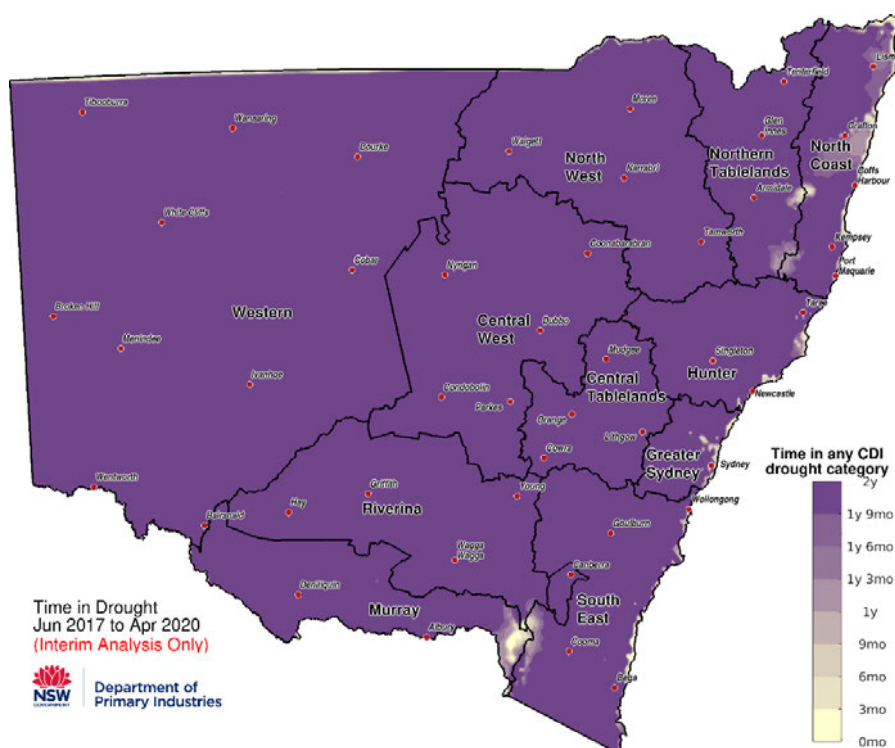 Tibooburra
Wanaaring
Bourke
White Cliffs
Cobar
Broken Hill
Menindee
Ivanhoe
Western
Wentworth
Balranald
Moree
Walgett
North
West
Narrabri
Tamworth
Tenterfield
Glen
Innes
Northern
Tablelands
Armidale
Lism
Grafton
North
Coast
Coffs
Harbour
Kempsey
Port
Maquarie
Coonabarabran
Nyngan
Central
West
Dubbo
Condobolin
Parkes
Mudgee
Central
Tablelands
Orange
Lithgow
Cowra
Taree
Singleton
Hunter
Newcastle
Greater
Sydney
Sydney
Wollongong
Griffith
Hay
Riverina
Young
Wagga
Wagga
Deniliquin
Murray
Albury
Goulburn
Canberra
South
East
Cooma
Bega
Time in any CDI
drought category
2y
1y 9mo
1y 6mo
1y 3mo
1y
9mo
6mo
3mo
0mo
Time in Drought
Jun 2017 to Apr 2020
(Interim Analysis Only)
NSW
GOVERNMENT
Department of
Primary Industries